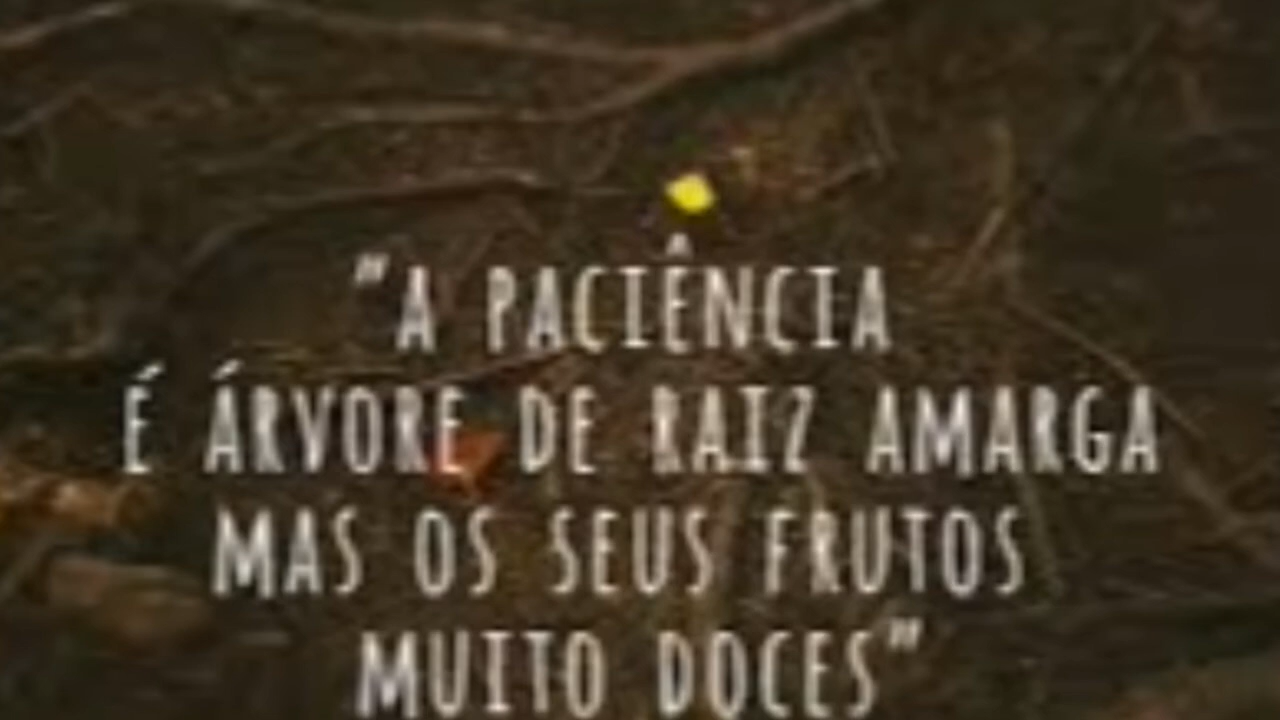 "A PACIÊNCIA
É ÁRVORE DE RAIZ AMARGA
MAS OS SEUS FRUTOS
MUITO DOCES"